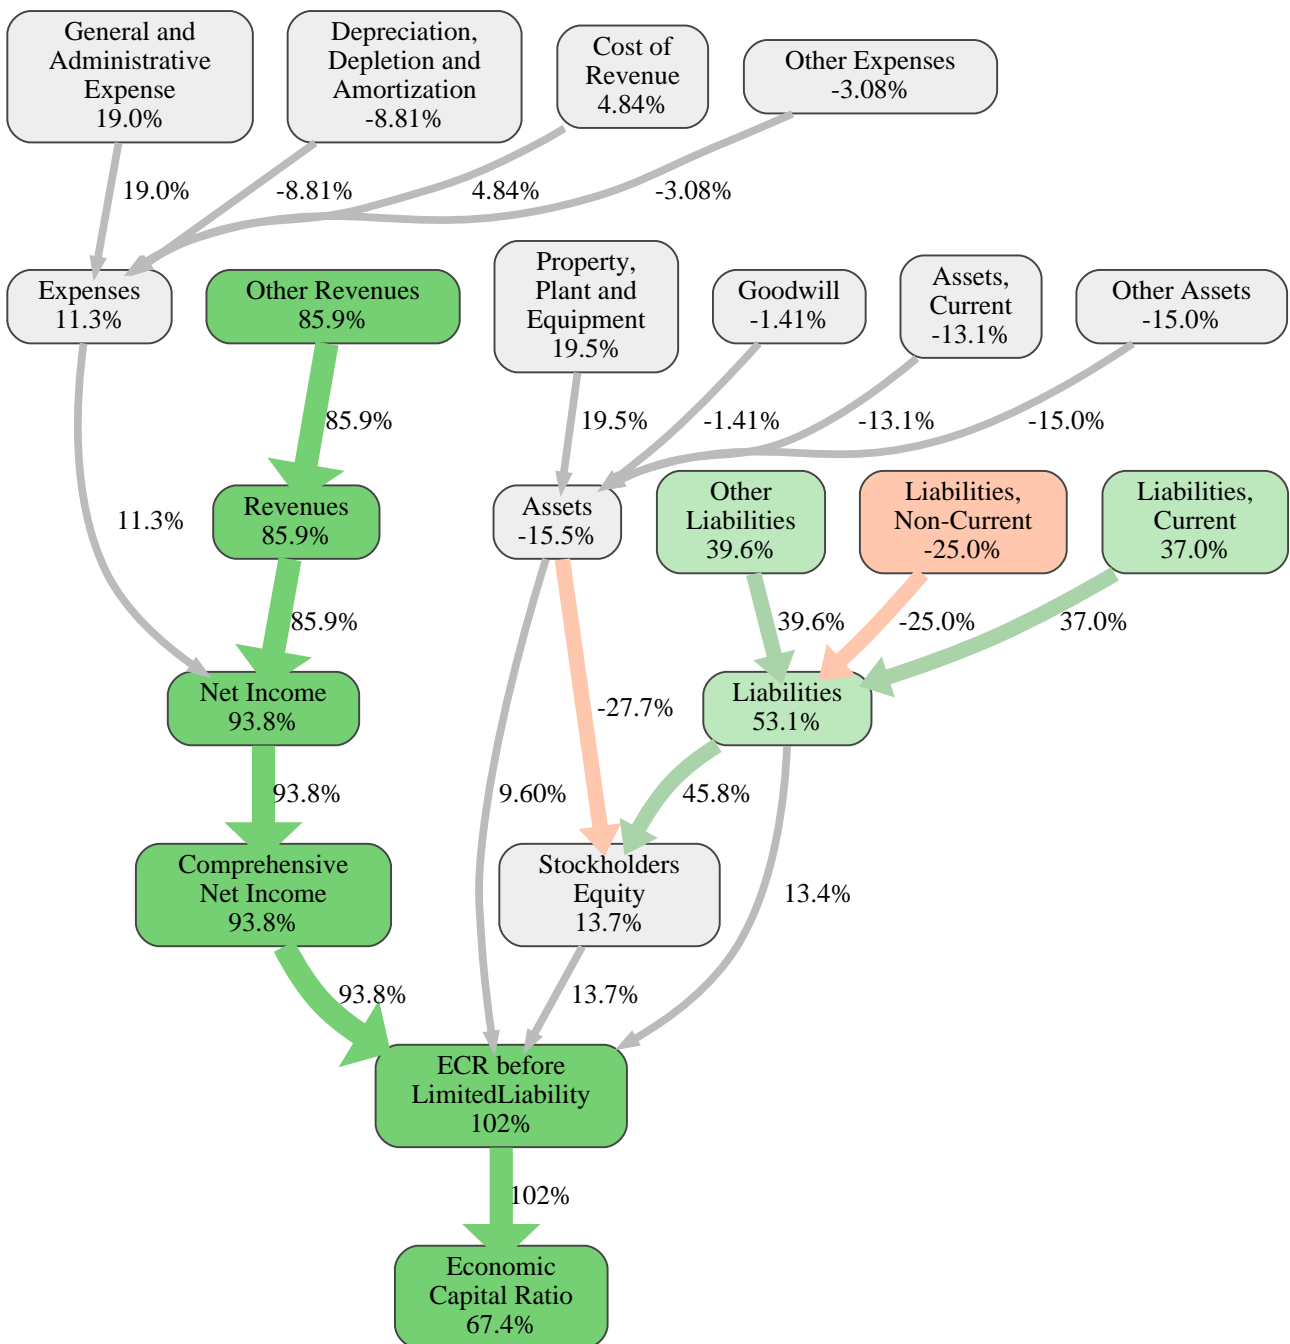 General and
Administrative
Expense
19.0%
Depreciation,
Depletion and
Amortization
-8.81%
Cost of
Revenue
4.84%
Other Expenses
-3.08%
19.0%
-8.81%
4.84%
-3.08%
Expenses
11.3%
Other Revenues
85.9%
Property,
Plant and
Equipment
19.5%
Goodwill
-1.41%
Assets,
Current
-13.1%
Other Assets
-15.0%
85.9%
19.5%
-1.41%
-13.1%
-15.0%
Revenues
85.9%
Assets
-15.5%
Other
Liabilities
39.6%
Liabilities,
Non-Current
-25.0%
Liabilities,
Current
37.0%
11.3%
85.9%
39.6%
-25.0%
37.0%
Net Income
93.8%
-27.7%
Liabilities
53.1%
93.8%
9.60%
45.8%
Comprehensive
Net Income
93.8%
Stockholders
Equity
13.7%
13.4%
93.8%
13.7%
ECR before
LimitedLiability
102%
102%
Economic
Capital Ratio
67.4%